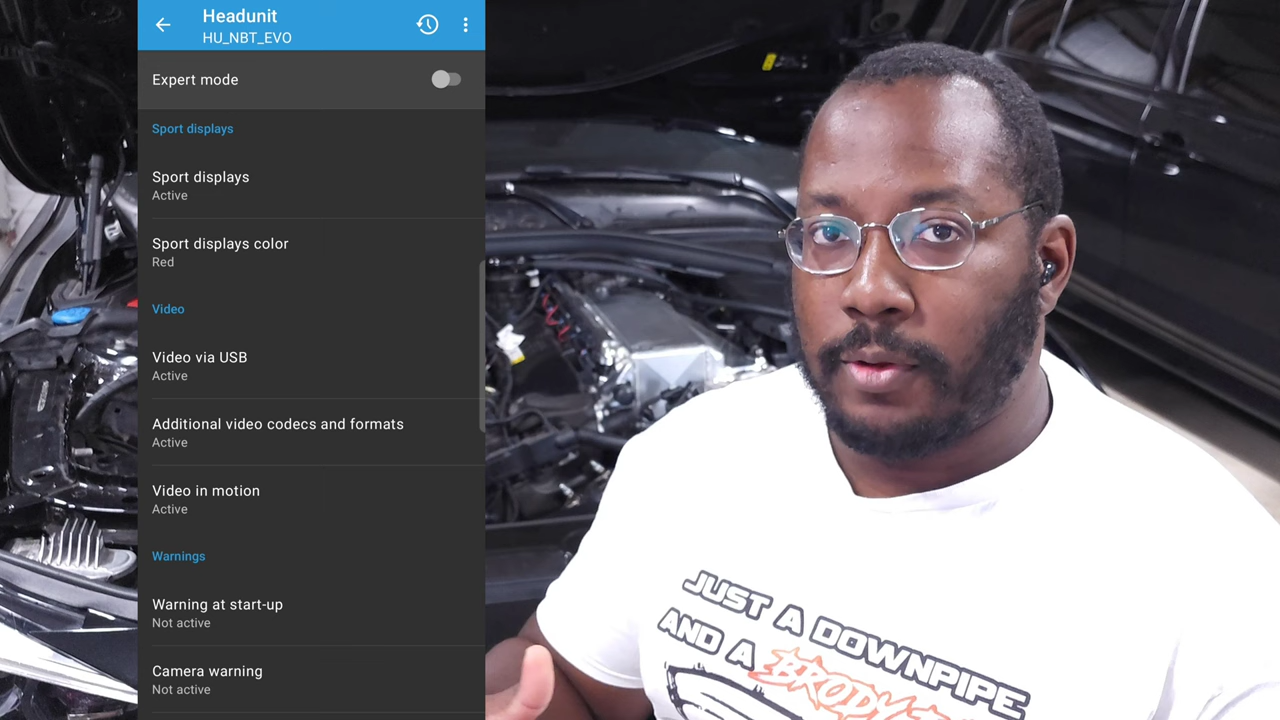 Headunit
HU_NBT_EVO
Expert mode
Sport displays
Sport displays
Active
Sport displays color
Red
Video
Video via USB
Active
Additional video codecs and formats
Active
Video in motion
Active
Warnings
Warning at start-up
Not active
Camera warning
Not active
JUST A DOWNPIPE
AND A